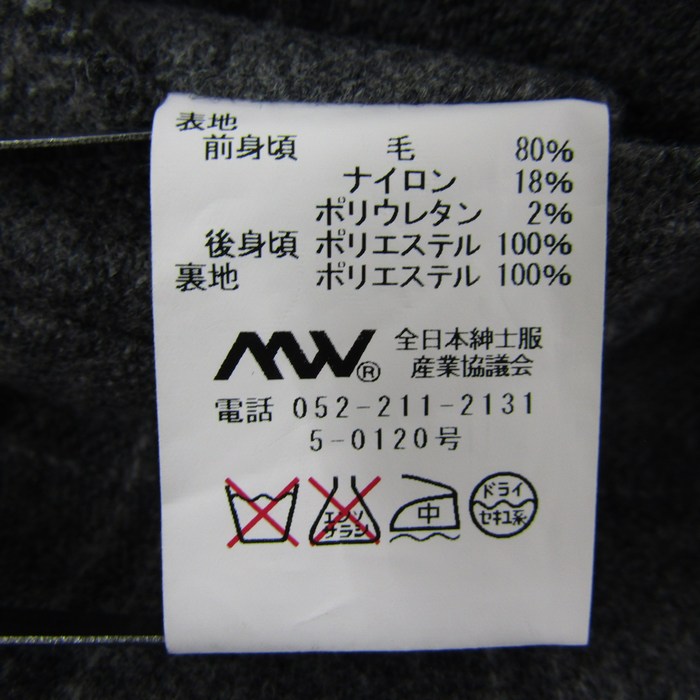 表地
前身頃 毛 80%
ナイロン 18%
ポリウレタン 2%
後身頃 ポリエステル 100%
裏地 ポリエステル 100%
MW® 全日本紳士服
産業協議会
電話 052-211-2131
5-0120号
エンソ
チラシ
中
ドライ
セキユ系